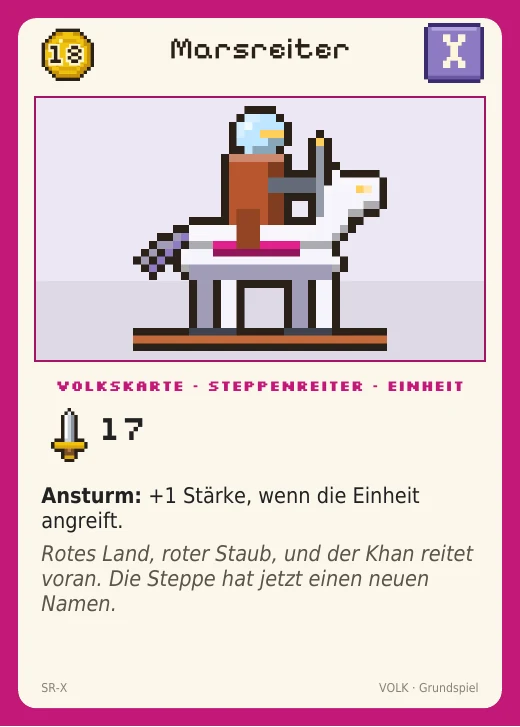 18
Marsreiter
X
VOLKSKARTE - STEPPENREITER - EINHEIT
17
Ansturm: +1 Stärke, wenn die Einheit
angreift.
Rotes Land, roter Staub, und der Khan reitet
voran. Die Steppe hat jetzt einen neuen
Namen.
SR-X
VOLK · Grundspiel